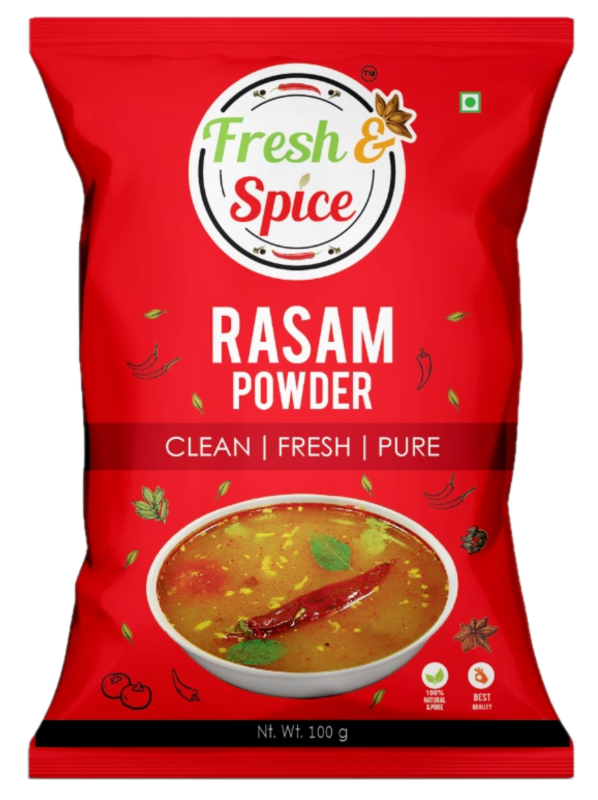 TM
Fresh &
Spice
RASAM
POWDER
CLEAN | FRESH | PURE
100%
NATURAL
& PURE
BEST
QUALITY
Nt. Wt. 100 g